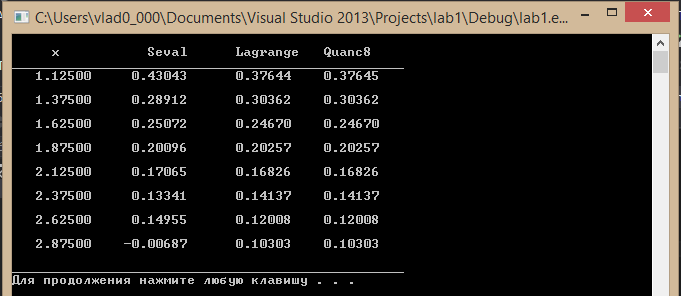 C:\Users\vlad0_000\Documents\Visual Studio 2013\Projects\lab1\Debug\lab1.e...
x Seval Lagrange Quanc8
1.12500 0.43043 0.37644 0.37645
1.37500 0.28912 0.30362 0.30362
1.62500 0.25072 0.24670 0.24670
1.87500 0.20096 0.20257 0.20257
2.12500 0.17065 0.16826 0.16826
2.37500 0.13341 0.14137 0.14137
2.62500 0.14955 0.12008 0.12008
2.87500 -0.00687 0.10303 0.10303
Для продолжения нажмите любую клавишу . . .